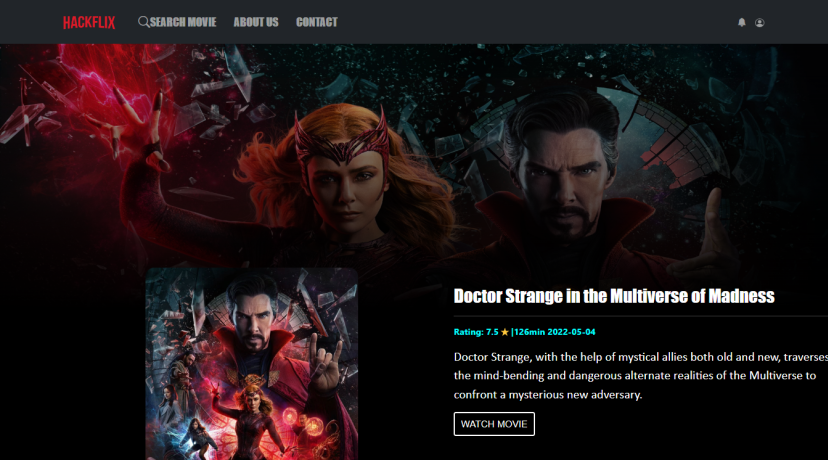 HACKFLIX SEARCH MOVIE ABOUT US CONTACT
Doctor Strange in the Multiverse of Madness
Rating: 7.5 ★ |126min 2022-05-04
Doctor Strange, with the help of mystical allies both old and new, traverses
the mind-bending and dangerous alternate realities of the Multiverse to
confront a mysterious new adversary.
WATCH MOVIE